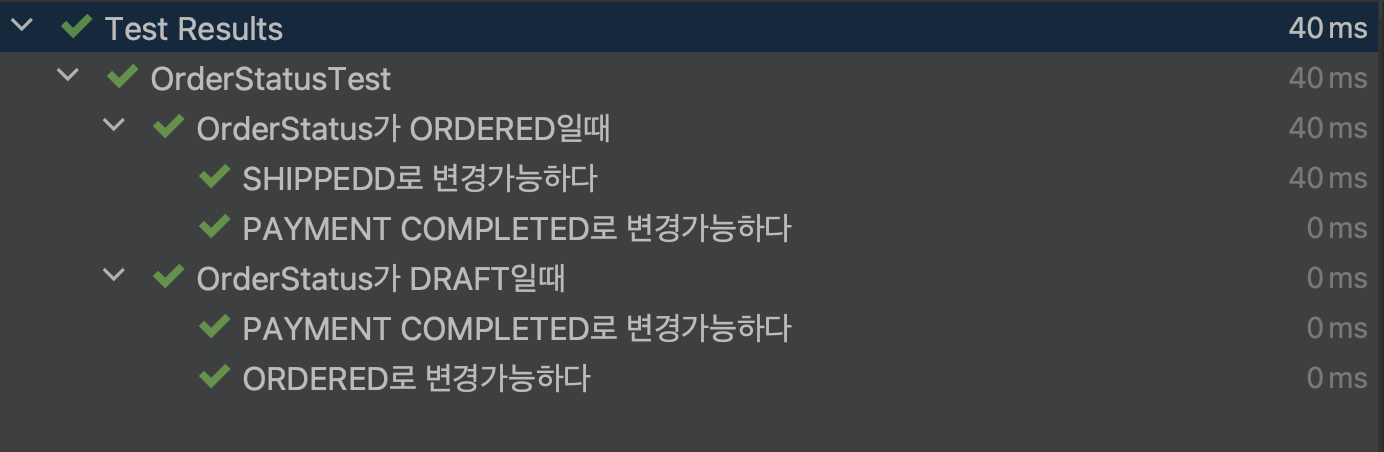 Test Results 40 ms
OrderStatusTest 40 ms
OrderStatus가 ORDERED일때 40 ms
SHIPPEDD로 변경가능하다 40 ms
PAYMENT COMPLETED로 변경가능하다 0 ms
OrderStatus가 DRAFT일때 0 ms
PAYMENT COMPLETED로 변경가능하다 0 ms
ORDERED로 변경가능하다 0 ms